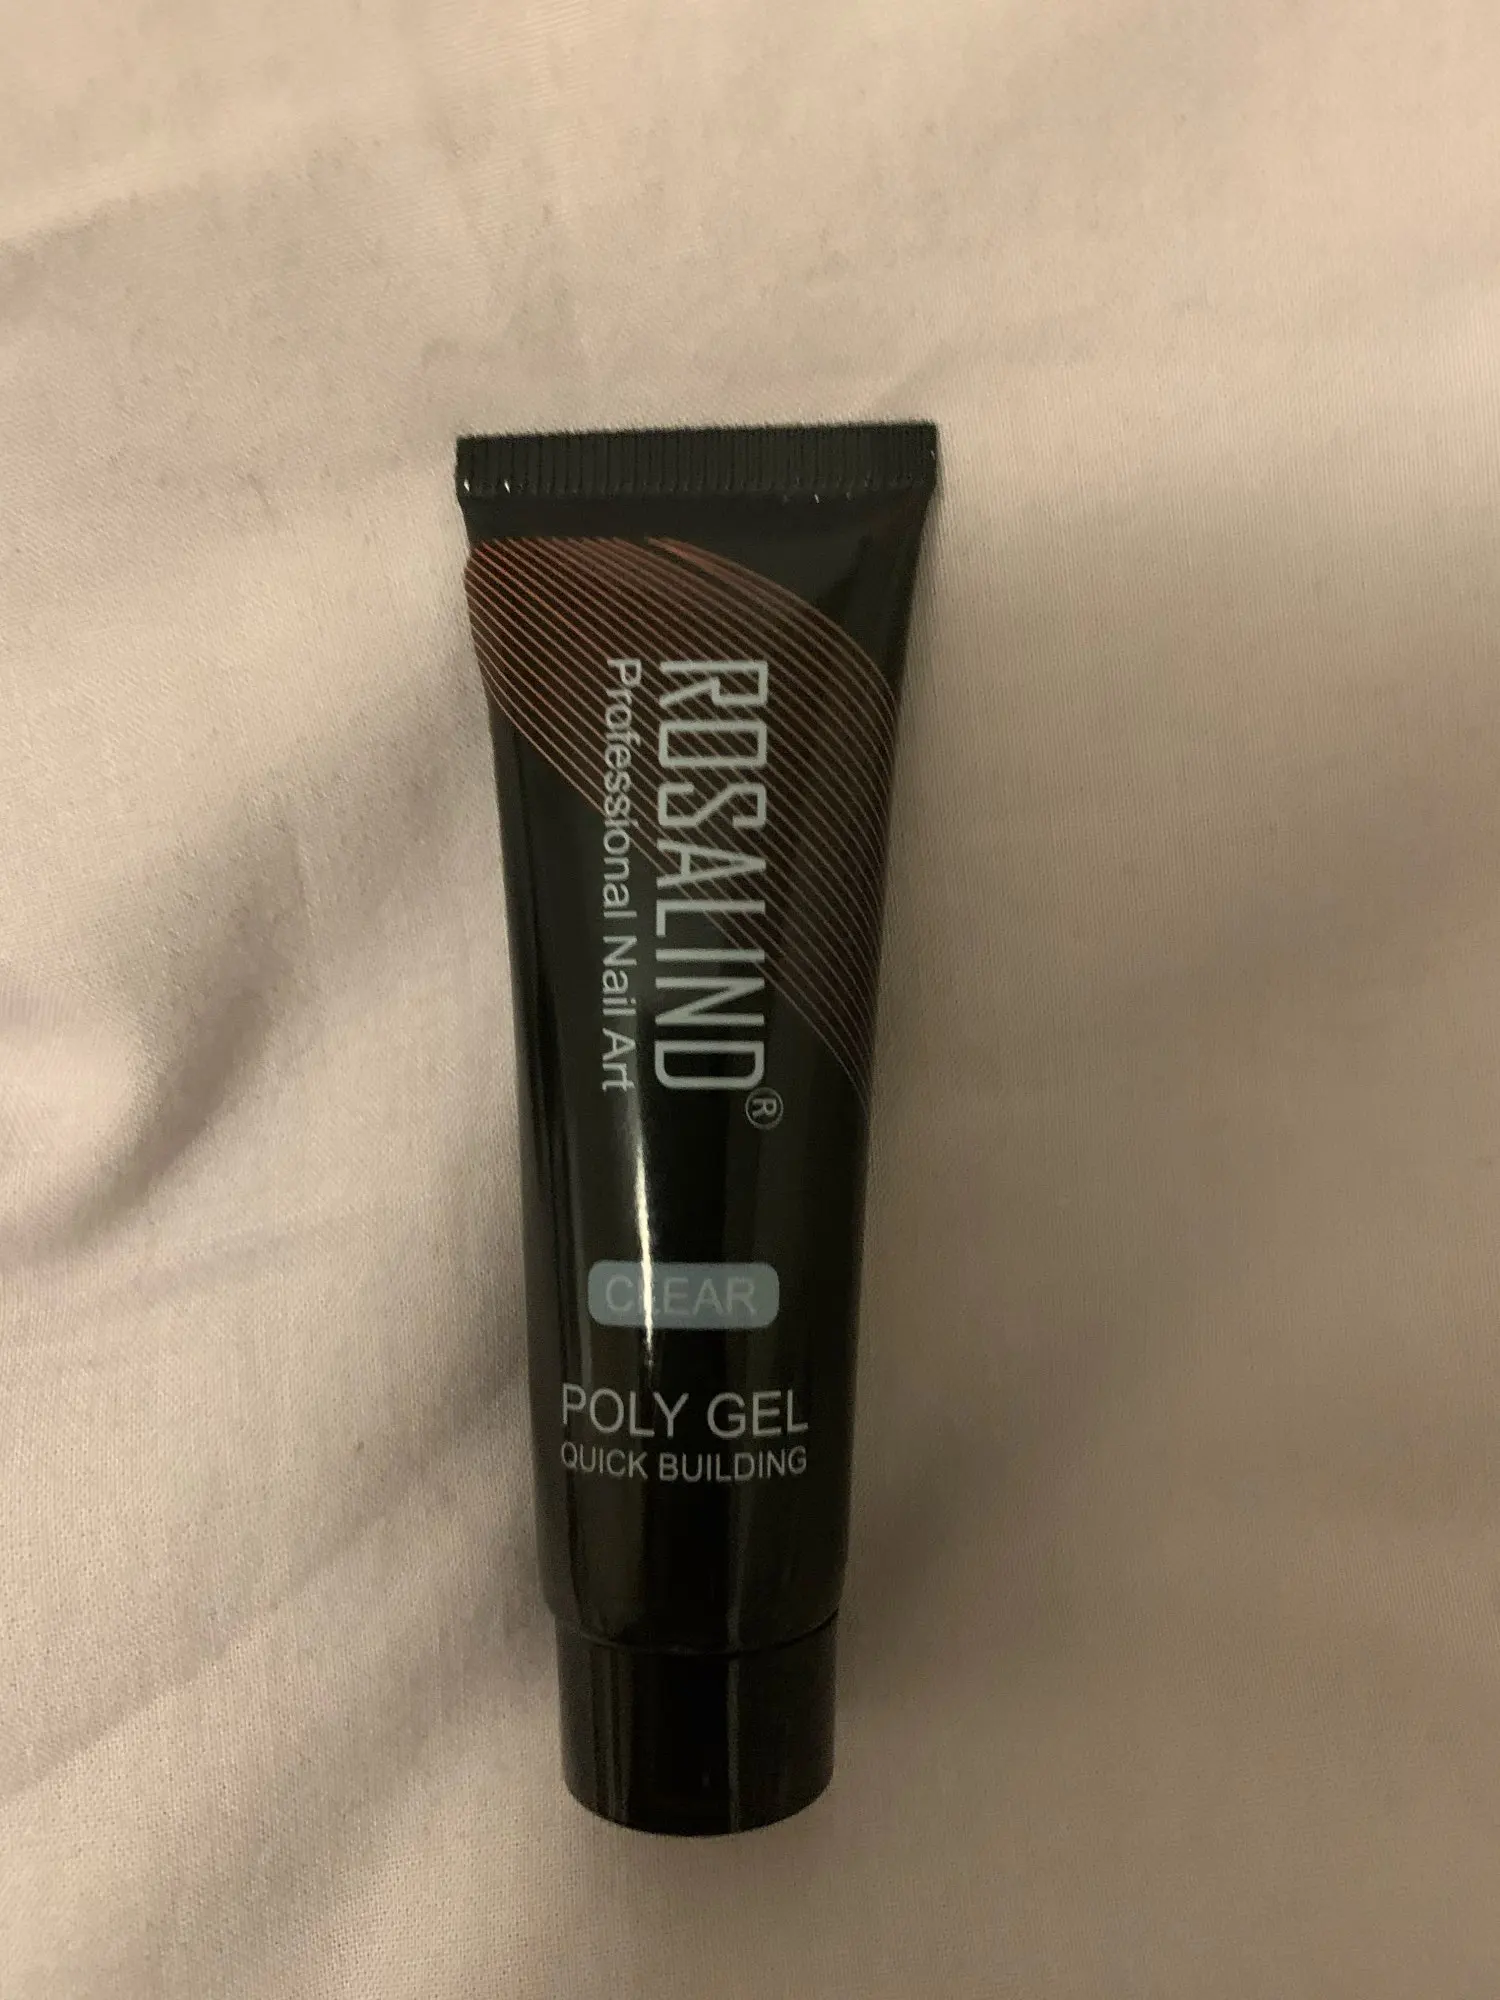 ROSALIND®
Professional Nail Art
CLEAR
POLY GEL
QUICK BUILDING